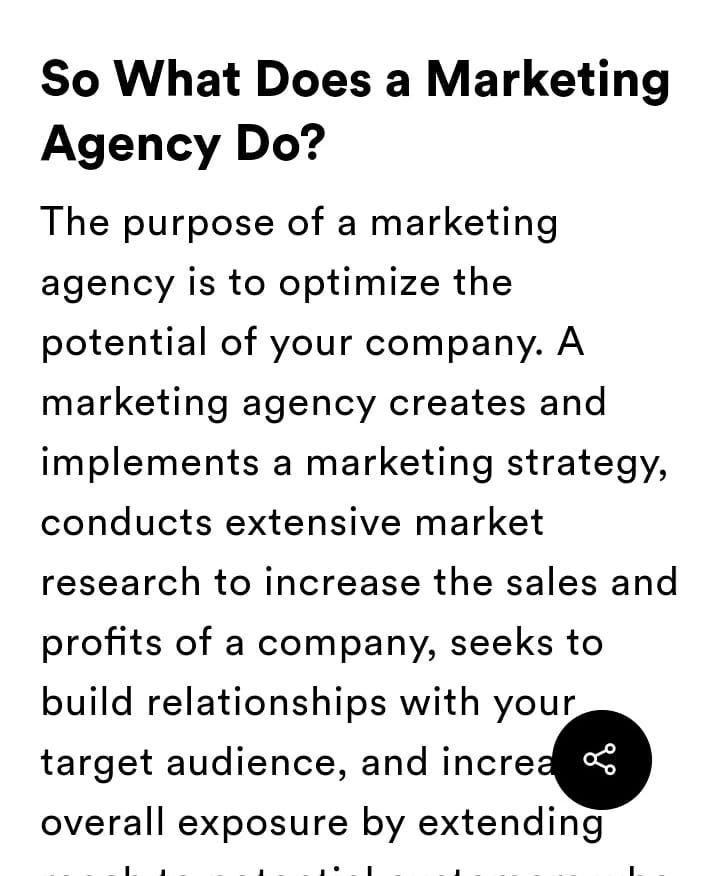 So What Does a Marketing
Agency Do?
The purpose of a marketing
agency is to optimize the
potential of your company. A
marketing agency creates and
implements a marketing strategy,
conducts extensive market
research to increase the sales and
profits of a company, seeks to
build relationships with your
target audience, and increa
overall exposure by extending